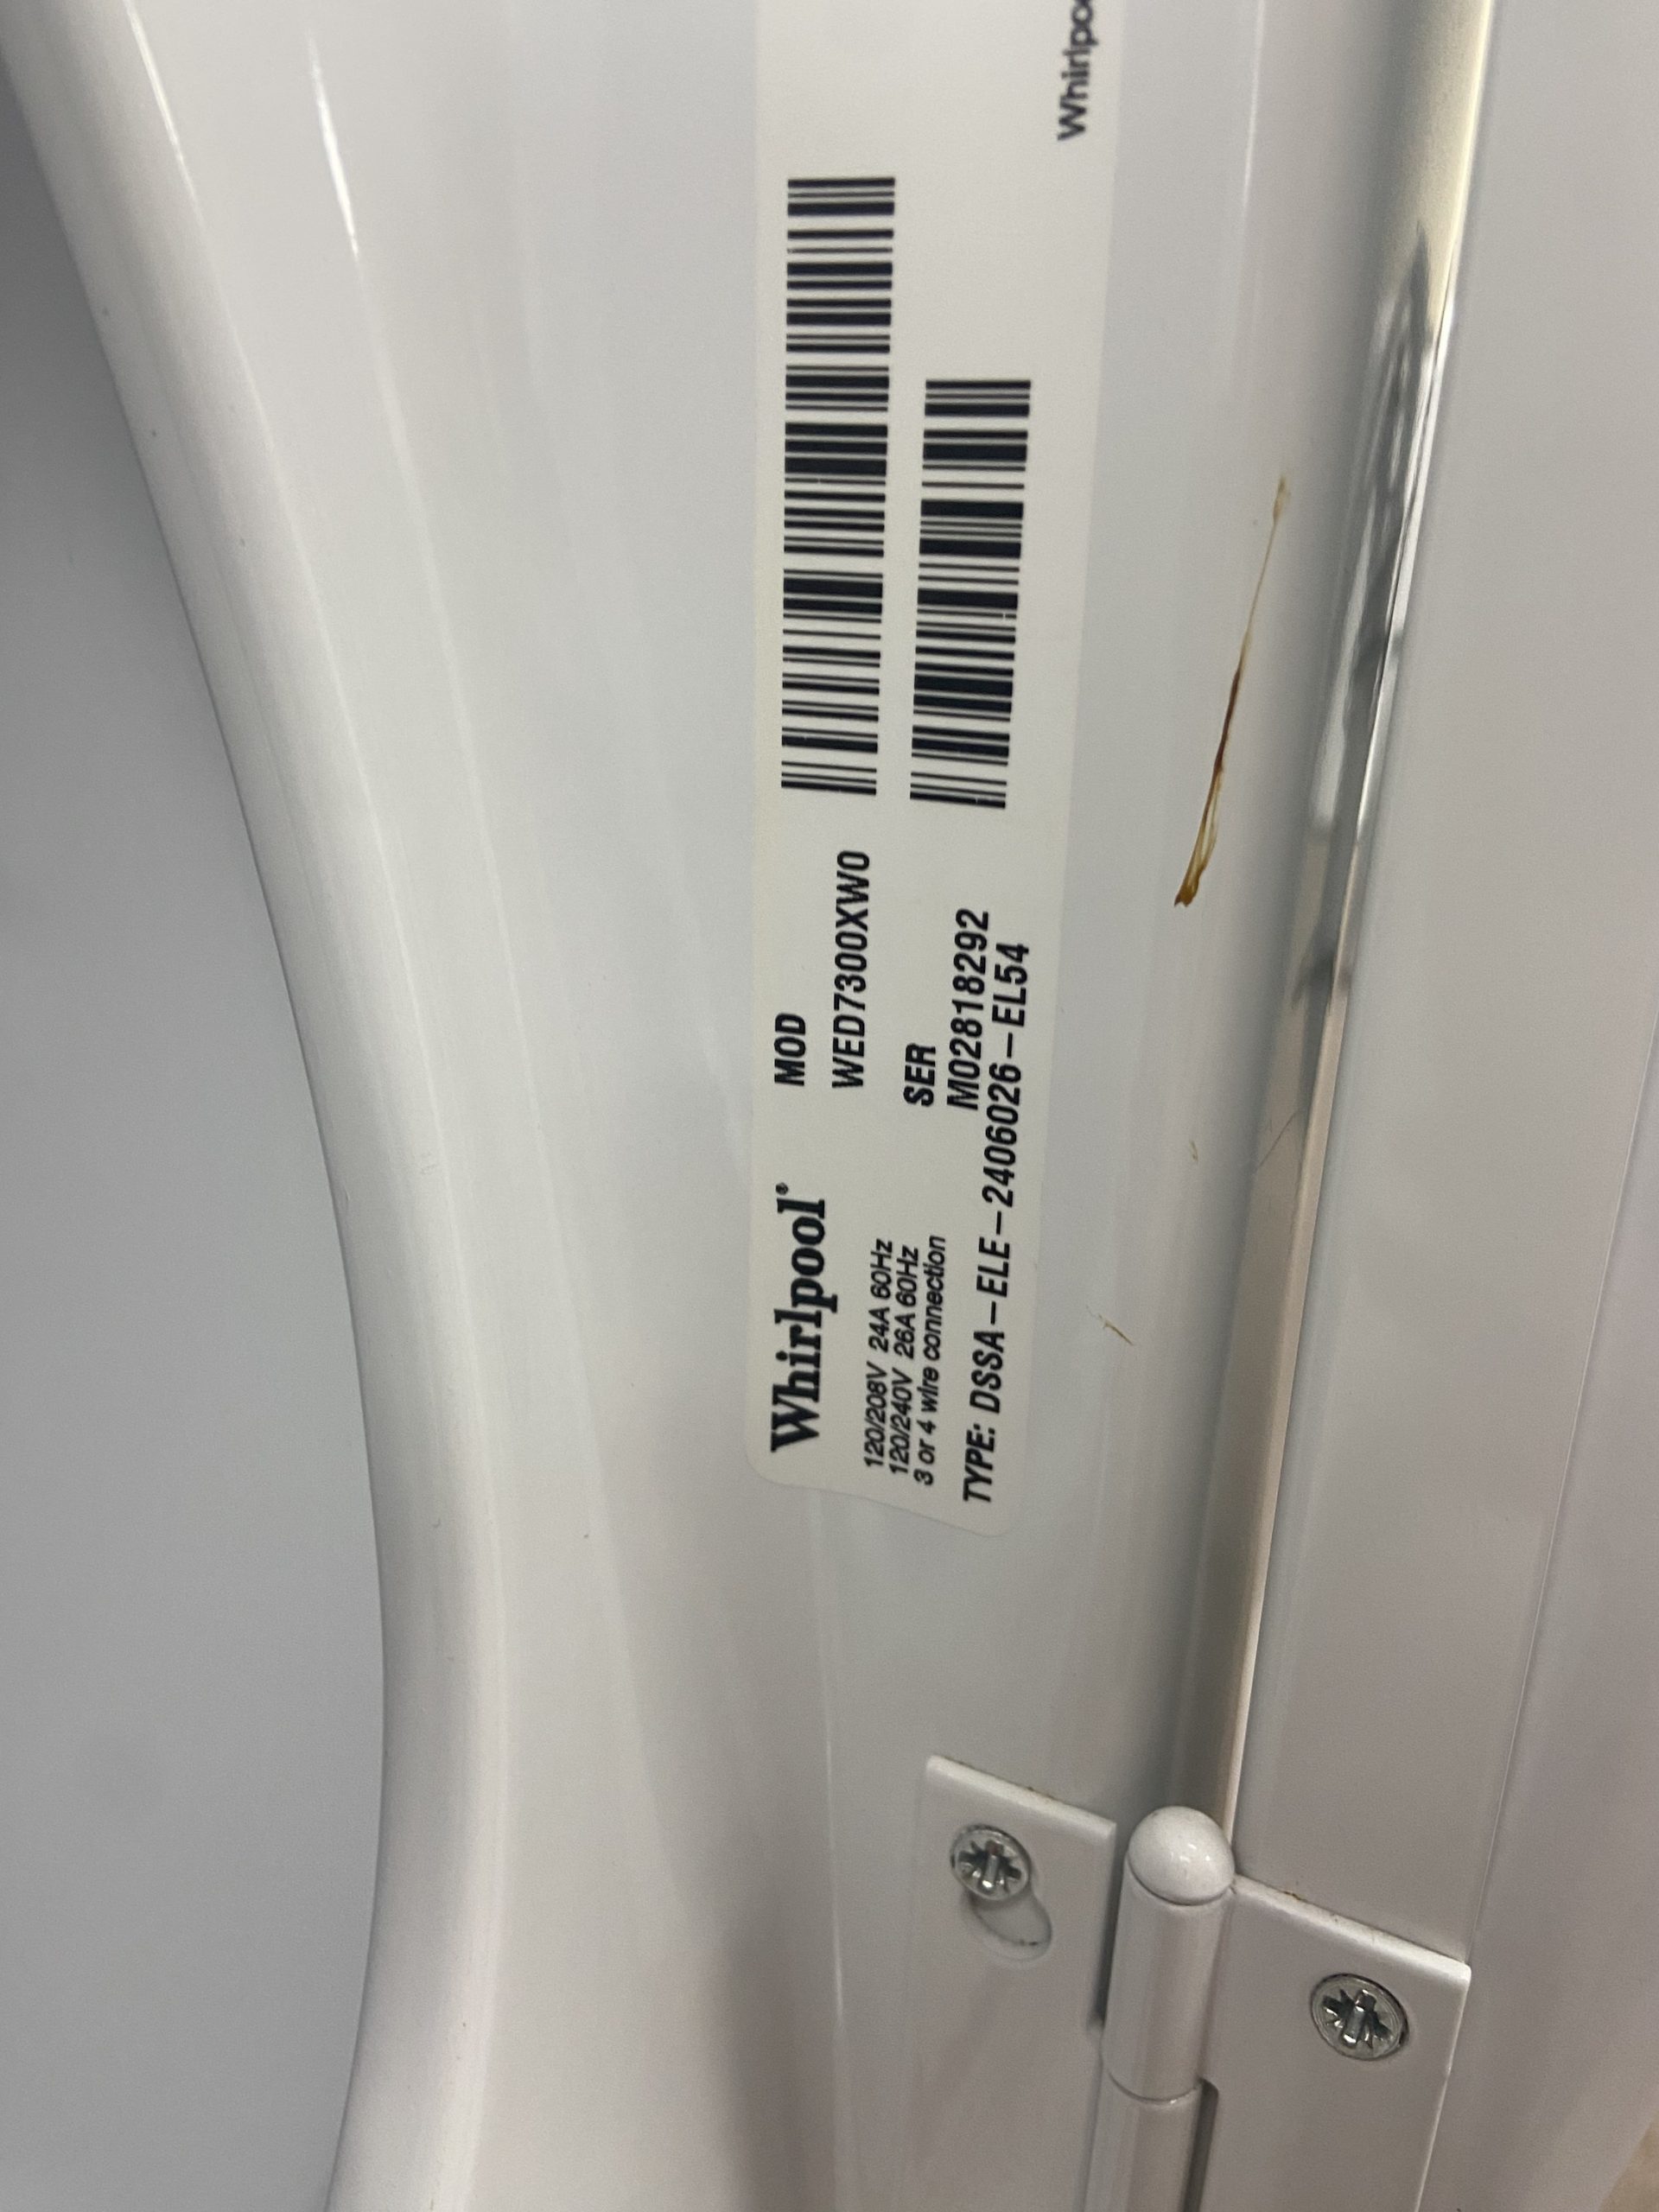 Whirlpool®
120/208V 24A 60Hz
120/240V 26A 60Hz
3 or 4 wire connection
MOD
WED7300XW0
SER
M02818292
TYPE: DSSA-ELE-2406026-EL54